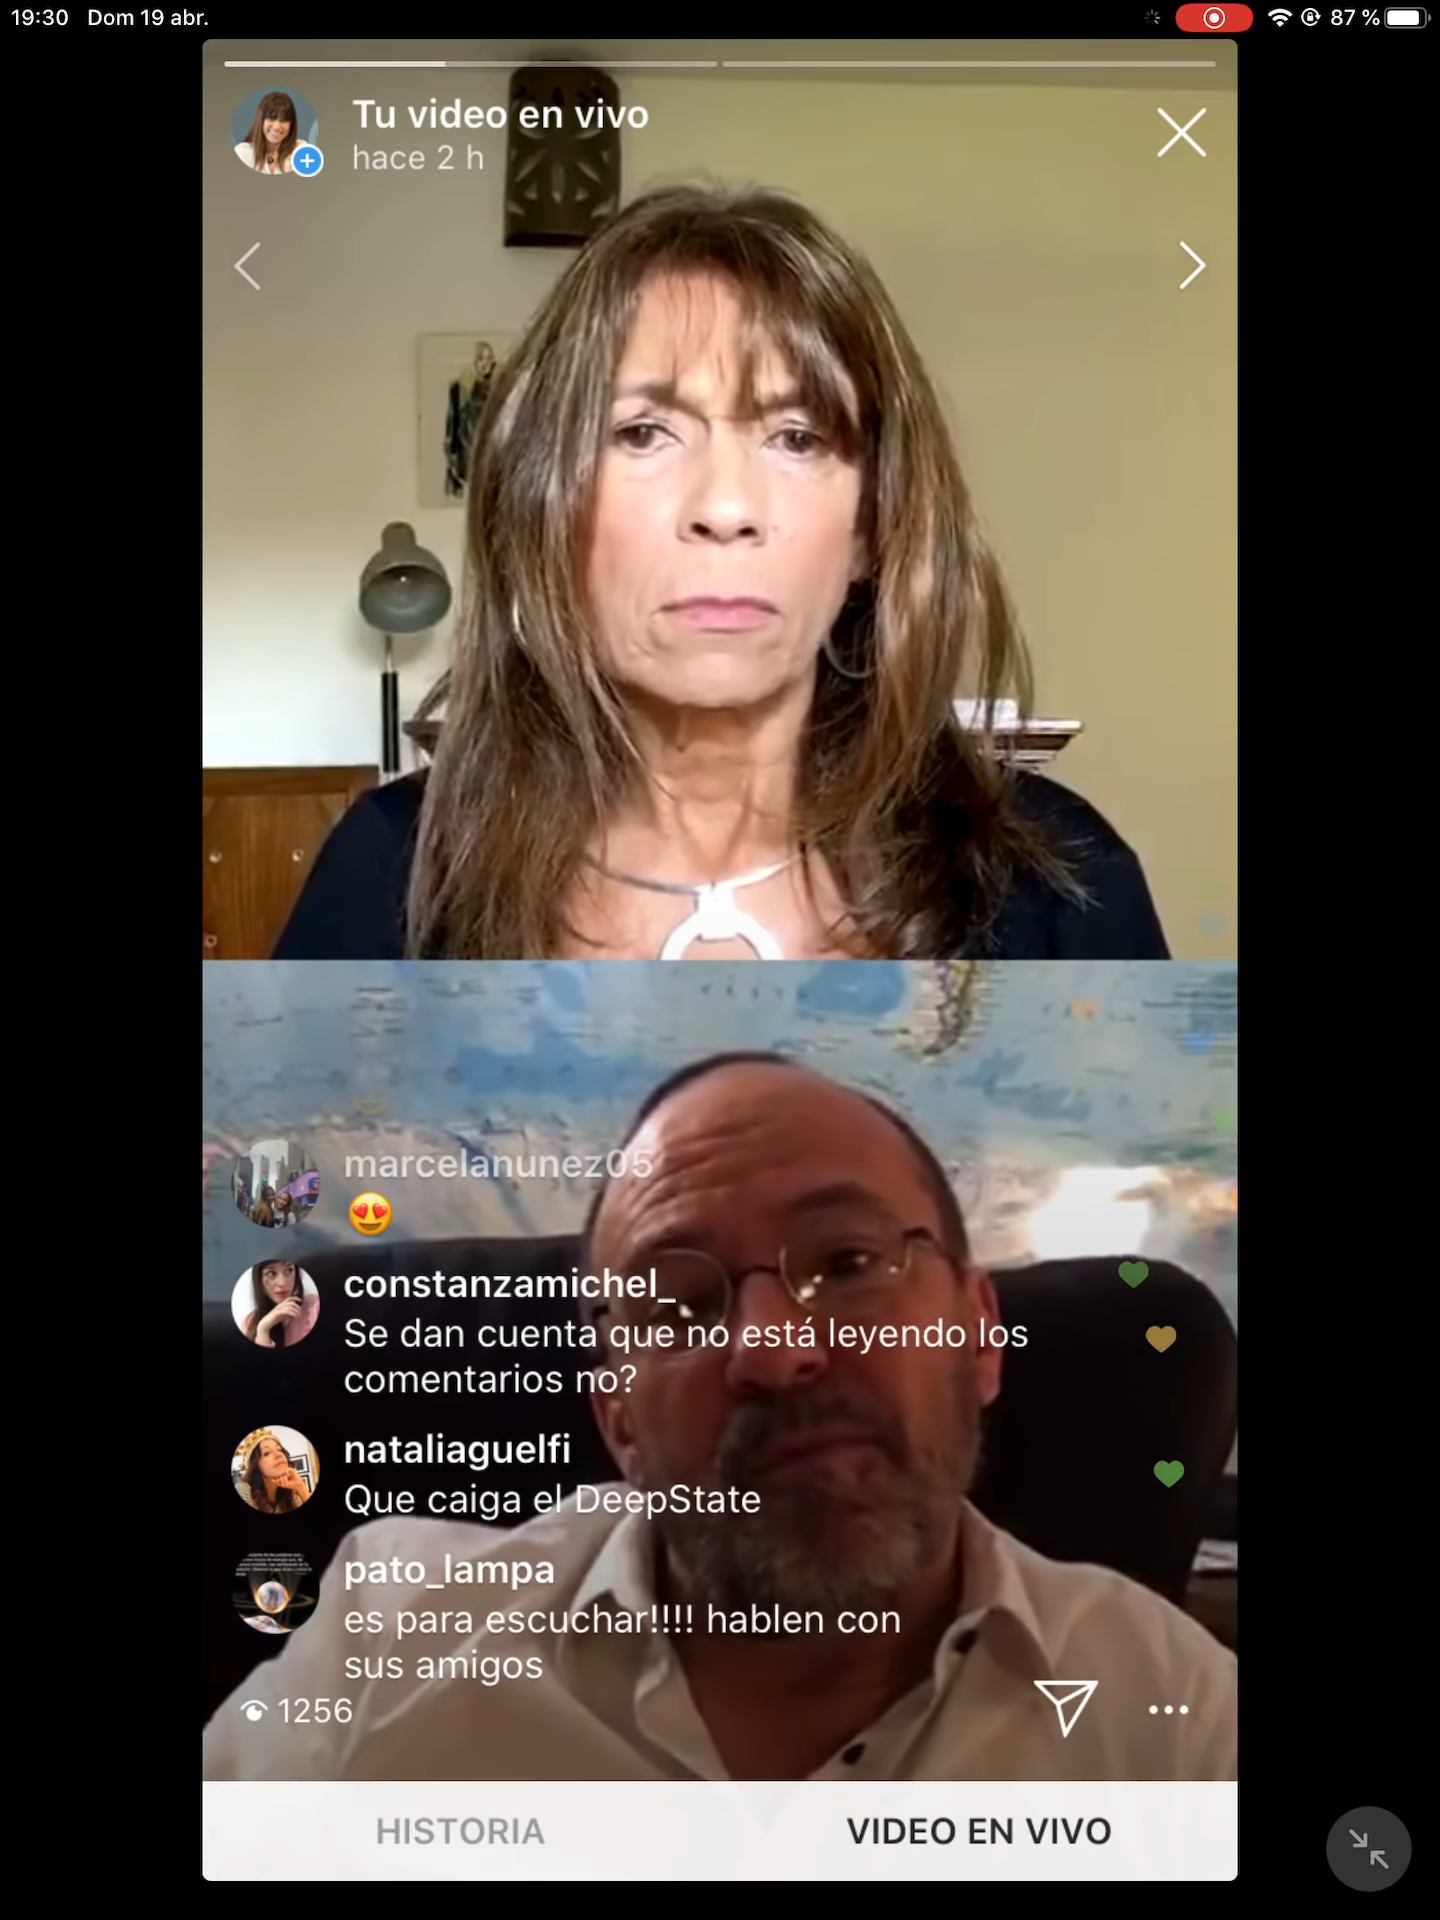 19:30 Dom 19 abr.
87 %
Tu video en vivo
hace 2 h
marcelanunez05
😍
constanzamichel_
Se dan cuenta que no está leyendo los
comentarios no?
nataliaguelfi
Que caiga el DeepState
pato_lampa
es para escuchar!!!! hablen con
sus amigos
1256
HISTORIA
VIDEO EN VIVO